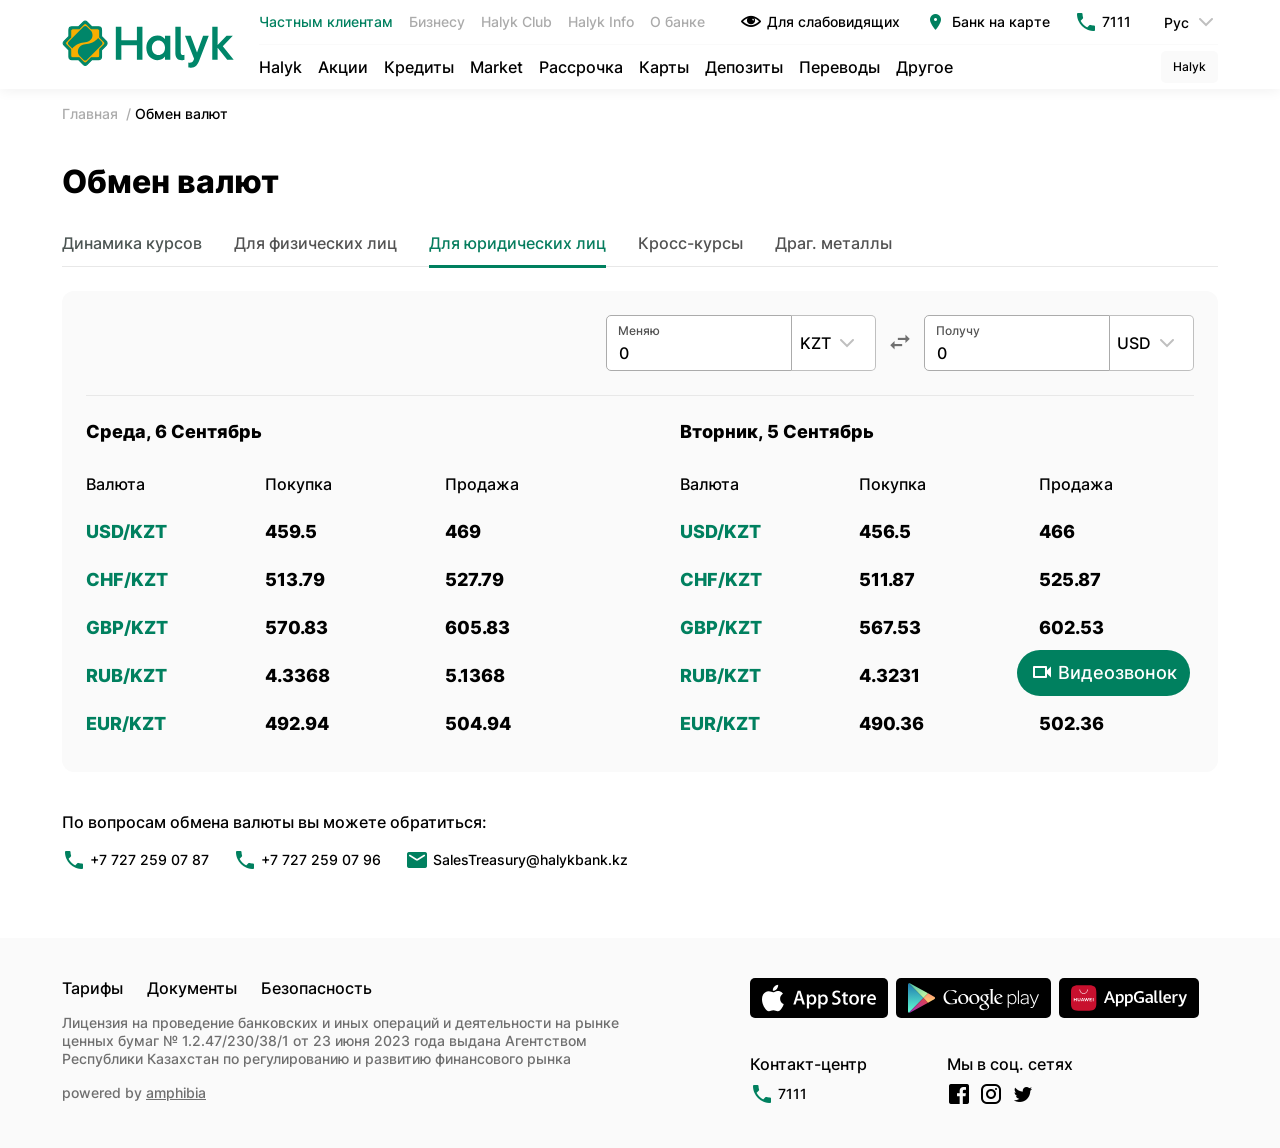 Halyk
Частным клиентам Бизнесу Halyk Club Halyk Info О банке Для слабовидящих Банк на карте 7111 Рус
Halyk Акции Кредиты Market Рассрочка Карты Депозиты Переводы Другое Halyk
Главная / Обмен валют
Обмен валют
Динамика курсов Для физических лиц Для юридических лиц Кросс-курсы Драг. металлы
Меняю Получу
0 KZT 0 USD
Среда, 6 Сентябрь Вторник, 5 Сентябрь
Валюта Покупка Продажа Валюта Покупка Продажа
USD/KZT 459.5 469 USD/KZT 456.5 466
CHF/KZT 513.79 527.79 CHF/KZT 511.87 525.87
GBP/KZT 570.83 605.83 GBP/KZT 567.53 602.53
RUB/KZT 4.3368 5.1368 RUB/KZT 4.3231 Видеозвонок
EUR/KZT 492.94 504.94 EUR/KZT 490.36 502.36
По вопросам обмена валюты вы можете обратиться:
+7 727 259 07 87 +7 727 259 07 96 SalesTreasury@halykbank.kz
Тарифы Документы Безопасность
App Store Google play HUAWEI AppGallery
Лицензия на проведение банковских и иных операций и деятельности на рынке
ценных бумаг № 1.2.47/230/38/1 от 23 июня 2023 года выдана Агентством
Республики Казахстан по регулированию и развитию финансового рынка
powered by amphibia
Контакт-центр Мы в соц. сетях
7111